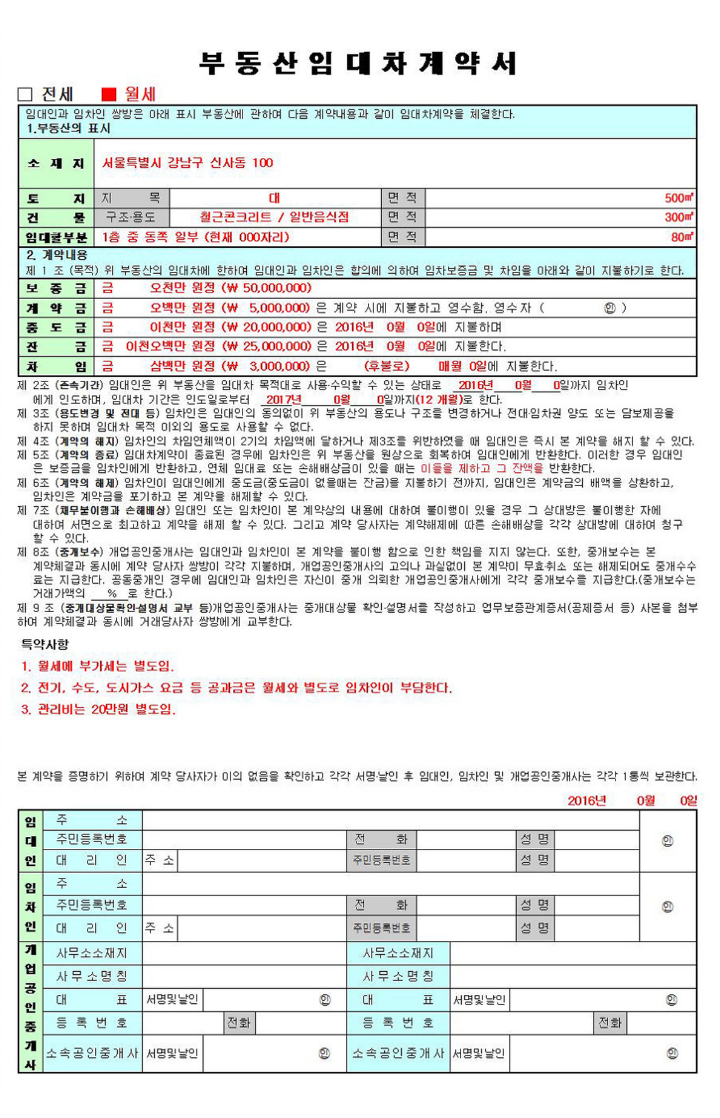 부동산임대차계약서
□ 전세 ■ 월세
임대인과 임차인 쌍방은 아래 표시 부동산에 관하여 다음 계약내용과 같이 임대차계약을 체결한다.
1.부동산의 표시
소 재 지 서울특별시 강남구 신사동 100
토 지 지 목 대 면 적 500㎡
건 물 구조·용도 철근콘크리트 / 일반음식점 면 적 300㎡
임대할부분 1층 중 동쪽 일부 (현재 000자리) 면 적 80㎡
2. 계약내용
제 1 조 (목적) 위 부동산의 임대차에 한하여 임대인과 임차인은 합의에 의하여 임차보증금 및 차임을 아래와 같이 지불하기로 한다.
보 증 금 금 오천만 원정 (₩ 50,000,000)
계 약 금 금 오백만 원정 (₩ 5,000,000) 은 계약 시에 지불하고 영수함. 영수자 ( ㊞ )
중 도 금 금 이천만 원정 (₩ 20,000,000) 은 2016년 0월 0일에 지불하며
잔 금 금 이천오백만 원정 (₩ 25,000,000) 은 2016년 0월 0일에 지불한다.
차 임 금 삼백만 원정 (₩ 3,000,000) 은 (후불로) 매월 0일에 지불한다.
제 2조 (존속기간) 임대인은 위 부동산을 임대차 목적대로 사용·수익할 수 있는 상태로 2016년 0월 0일까지 임차인
에게 인도하며, 임대차 기간은 인도일로부터 2017년 0월 0일까지(12 개월)로 한다.
제 3조 (용도변경 및 전대 등) 임차인은 임대인의 동의없이 위 부동산의 용도나 구조를 변경하거나 전대·임차권 양도 또는 담보제공을
하지 못하며 임대차 목적 이외의 용도로 사용할 수 없다.
제 4조 (계약의 해지) 임차인의 차임연체액이 2기의 차임액에 달하거나 제3조를 위반하였을 때 임대인은 즉시 본 계약을 해지 할 수 있다.
제 5조 (계약의 종료) 임대차계약이 종료된 경우에 임차인은 위 부동산을 원상으로 회복하여 임대인에게 반환한다. 이러한 경우 임대인
은 보증금을 임차인에게 반환하고, 연체 임대료 또는 손해배상금이 있을 때는 이들을 제하고 그 잔액을 반환한다.
제 6조 (계약의 해제) 임차인이 임대인에게 중도금(중도금이 없을때는 잔금)을 지불하기 전까지, 임대인은 계약금의 배액을 상환하고,
임차인은 계약금을 포기하고 본 계약을 해제할 수 있다.
제 7조 (채무불이행과 손해배상) 임대인 또는 임차인이 본 계약상의 내용에 대하여 불이행이 있을 경우 그 상대방은 불이행한 자에
대하여 서면으로 최고하고 계약을 해제 할 수 있다. 그리고 계약 당사자는 계약해제에 따른 손해배상을 각각 상대방에 대하여 청구
할 수 있다.
제 8조 (중개보수) 개업공인중개사는 임대인과 임차인이 본 계약을 불이행 함으로 인한 책임을 지지 않는다. 또한, 중개보수는 본
계약체결과 동시에 계약 당사자 쌍방이 각각 지불하며, 개업공인중개사의 고의나 과실없이 본 계약이 무효취소 또는 해제되어도 중개수수
료는 지급한다. 공동중개인 경우에 임대인과 임차인은 자신이 중개 의뢰한 개업공인중개사에게 각각 중개보수를 지급한다.(중개보수는
거래가액의 % 로 한다.)
제 9 조 (중개대상물확인·설명서 교부 등)개업공인중개사는 중개대상물 확인·설명서를 작성하고 업무보증관계증서(공제증서 등) 사본을 첨부
하여 계약체결과 동시에 거래당사자 쌍방에게 교부한다.
특약사항
1. 월세에 부가세는 별도임.
2. 전기, 수도, 도시가스 요금 등 공과금은 월세와 별도로 임차인이 부담한다.
3. 관리비는 20만원 별도임.
본 계약을 증명하기 위하여 계약 당사자가 이의 없음을 확인하고 각각 서명·날인 후 임대인, 임차인 및 개업공인중개사는 각각 1통씩 보관한다.
2016년 0월 0일
임대인 주 소 ㊞
주민등록번호 전 화 성 명
대 리 인 주 소 주민등록번호 성 명
임차인 주 소 ㊞
주민등록번호 전 화 성 명
대 리 인 주 소 주민등록번호 성 명
개업공인중개사 사무소소재지 사무소소재지
사 무 소 명 칭 사 무 소 명 칭
대 표 서명및날인 ㊞ 대 표 서명및날인 ㊞
등 록 번 호 전화 등 록 번 호 전화
소속공인중개사 서명및날인 ㊞ 소속공인중개사 서명및날인 ㊞